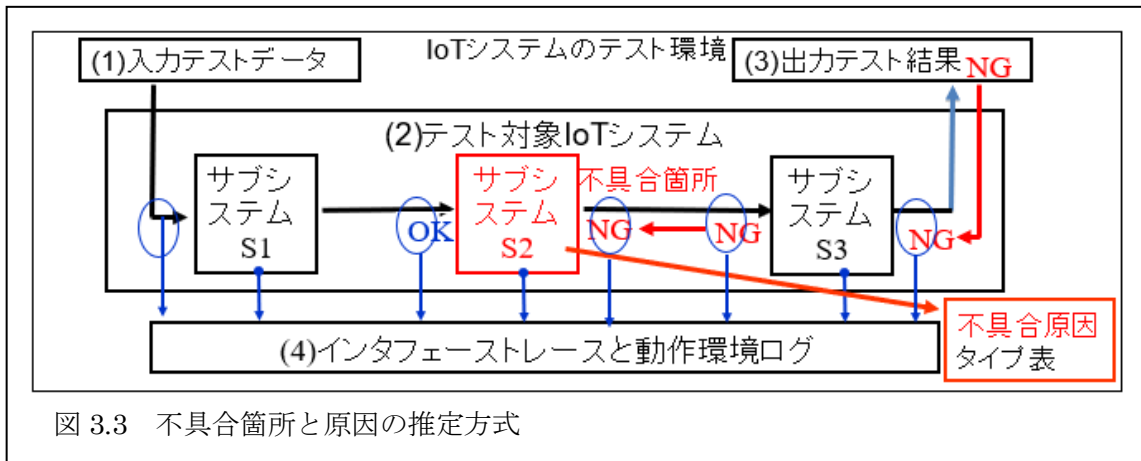 IoTシステムのテスト環境
(1)入力テストデータ
(3)出力テスト結果 NG
(2)テスト対象IoTシステム
サブシ
ステム
S1
OK
サブシ
ステム
S2
不具合箇所
NG
NG
サブシ
ステム
S3
NG
(4)インタフェーストレースと動作環境ログ
不具合原因
タイプ表
図 3.3 不具合箇所と原因の推定方式